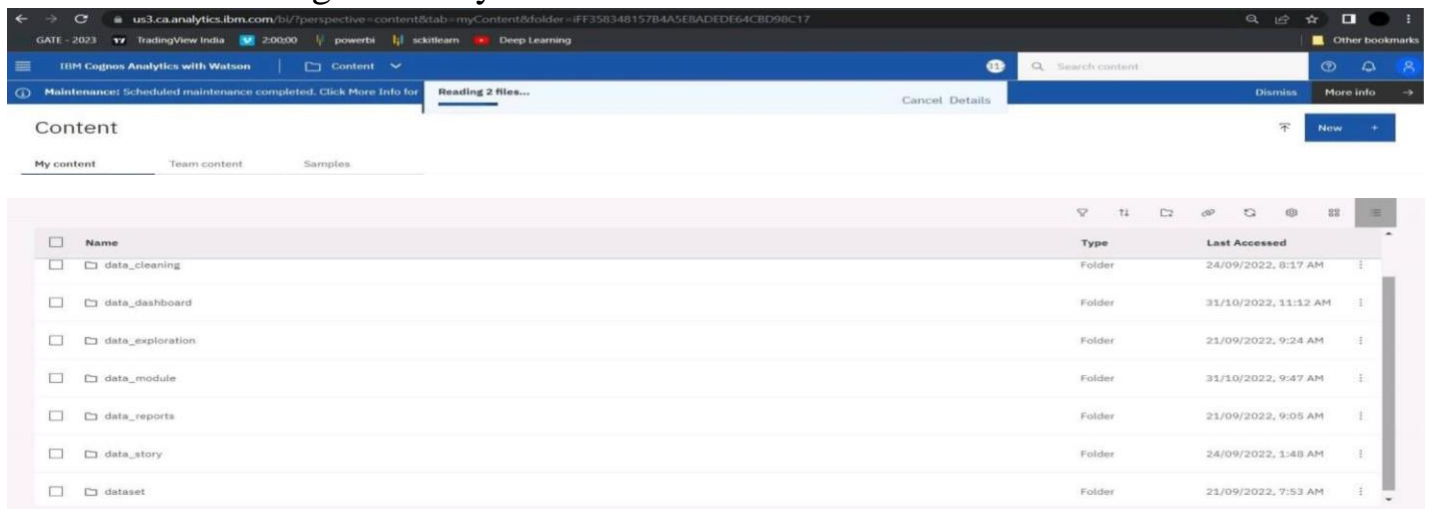 us3.ca.analytics.ibm.com/bi/?perspective=content&tab=myContent&folder=iFF358348157B4A5E8ADEDE64CBD98C17
GATE - 2023 TradingView India 2:00;00 powerbi sckitlearn Deep Learning Other bookmarks
IBM Cognos Analytics with Watson Content Search content
Maintenance: Scheduled maintenance completed. Click More Info for Reading 2 files... Cancel Details Dismiss More info
Content New +
My content Team content Samples
Name Type Last Accessed
data_cleaning Folder 24/09/2022, 8:17 AM
data_dashboard Folder 31/10/2022, 11:12 AM
data_exploration Folder 21/09/2022, 9:24 AM
data_module Folder 31/10/2022, 9:47 AM
data_reports Folder 21/09/2022, 9:05 AM
data_story Folder 24/09/2022, 1:48 AM
dataset Folder 21/09/2022, 7:53 AM